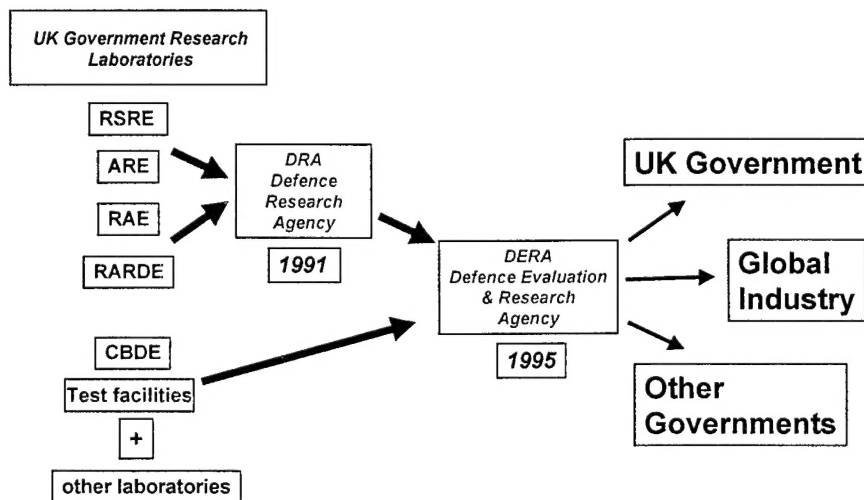 UK Government Research
Laboratories
RSRE
ARE
RAE
RARDE
DRA
Defence
Research
Agency
1991
CBDE
Test facilities
+
other laboratories
DERA
Defence Evaluation
& Research
Agency
1995
UK Government
Global
Industry
Other
Governments